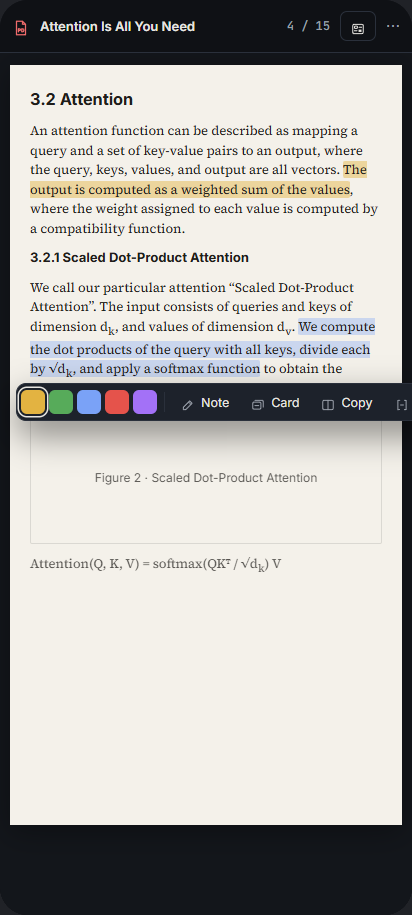 Attention Is All You Need
4 / 15
3.2 Attention
An attention function can be described as mapping a
query and a set of key-value pairs to an output, where
the query, keys, values, and output are all vectors. The
output is computed as a weighted sum of the values,
where the weight assigned to each value is computed by
a compatibility function.
3.2.1 Scaled Dot-Product Attention
We call our particular attention “Scaled Dot-Product
Attention”. The input consists of queries and keys of
dimension dk, and values of dimension dv. We compute
the dot products of the query with all keys, divide each
by √dk, and apply a softmax function to obtain the
Note
Card
Copy
Figure 2 · Scaled Dot-Product Attention
Attention(Q, K, V) = softmax(QKᵀ / √dk) V